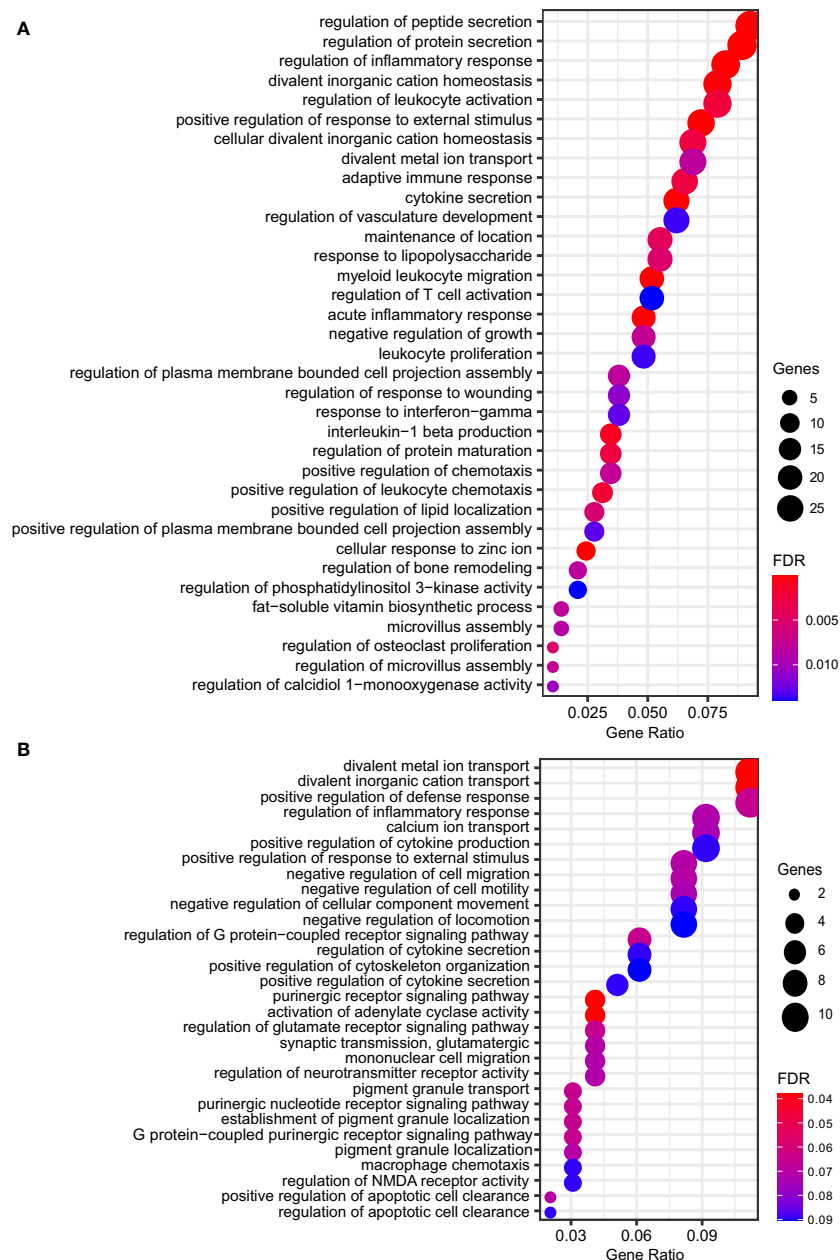 A
regulation of peptide secretion
regulation of protein secretion
regulation of inflammatory response
divalent inorganic cation homeostasis
regulation of leukocyte activation
positive regulation of response to external stimulus
cellular divalent inorganic cation homeostasis
divalent metal ion transport
adaptive immune response
cytokine secretion
regulation of vasculature development
maintenance of location
response to lipopolysaccharide
myeloid leukocyte migration
regulation of T cell activation
acute inflammatory response
negative regulation of growth
leukocyte proliferation
regulation of plasma membrane bounded cell projection assembly
regulation of response to wounding
response to interferon−gamma
interleukin−1 beta production
regulation of protein maturation
positive regulation of chemotaxis
positive regulation of leukocyte chemotaxis
positive regulation of lipid localization
positive regulation of plasma membrane bounded cell projection assembly
cellular response to zinc ion
regulation of bone remodeling
regulation of phosphatidylinositol 3−kinase activity
fat−soluble vitamin biosynthetic process
microvillus assembly
regulation of osteoclast proliferation
regulation of microvillus assembly
regulation of calcidiol 1−monooxygenase activity
0.025 0.050 0.075
Gene Ratio
Genes
5
10
15
20
25
FDR
0.005
0.010
B
divalent metal ion transport
divalent inorganic cation transport
positive regulation of defense response
regulation of inflammatory response
calcium ion transport
positive regulation of cytokine production
positive regulation of response to external stimulus
negative regulation of cell migration
negative regulation of cell motility
negative regulation of cellular component movement
negative regulation of locomotion
regulation of G protein−coupled receptor signaling pathway
regulation of cytokine secretion
positive regulation of cytoskeleton organization
positive regulation of cytokine secretion
purinergic receptor signaling pathway
activation of adenylate cyclase activity
regulation of glutamate receptor signaling pathway
synaptic transmission, glutamatergic
mononuclear cell migration
regulation of neurotransmitter receptor activity
pigment granule transport
purinergic nucleotide receptor signaling pathway
establishment of pigment granule localization
G protein−coupled purinergic receptor signaling pathway
pigment granule localization
macrophage chemotaxis
regulation of NMDA receptor activity
positive regulation of apoptotic cell clearance
regulation of apoptotic cell clearance
0.03 0.06 0.09
Gene Ratio
Genes
2
4
6
8
10
FDR
0.04
0.05
0.06
0.07
0.08
0.09